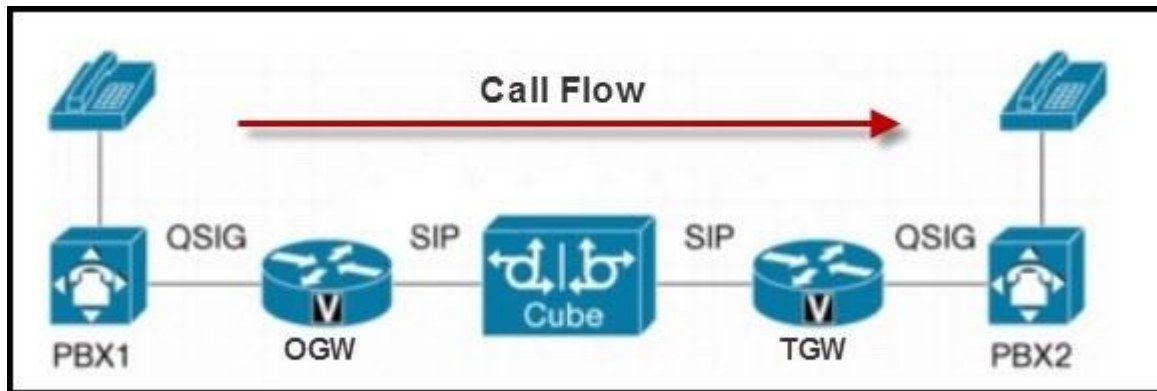 Call Flow
QSIG SIP SIP QSIG
Cube
V V
PBX1 OGW TGW PBX2